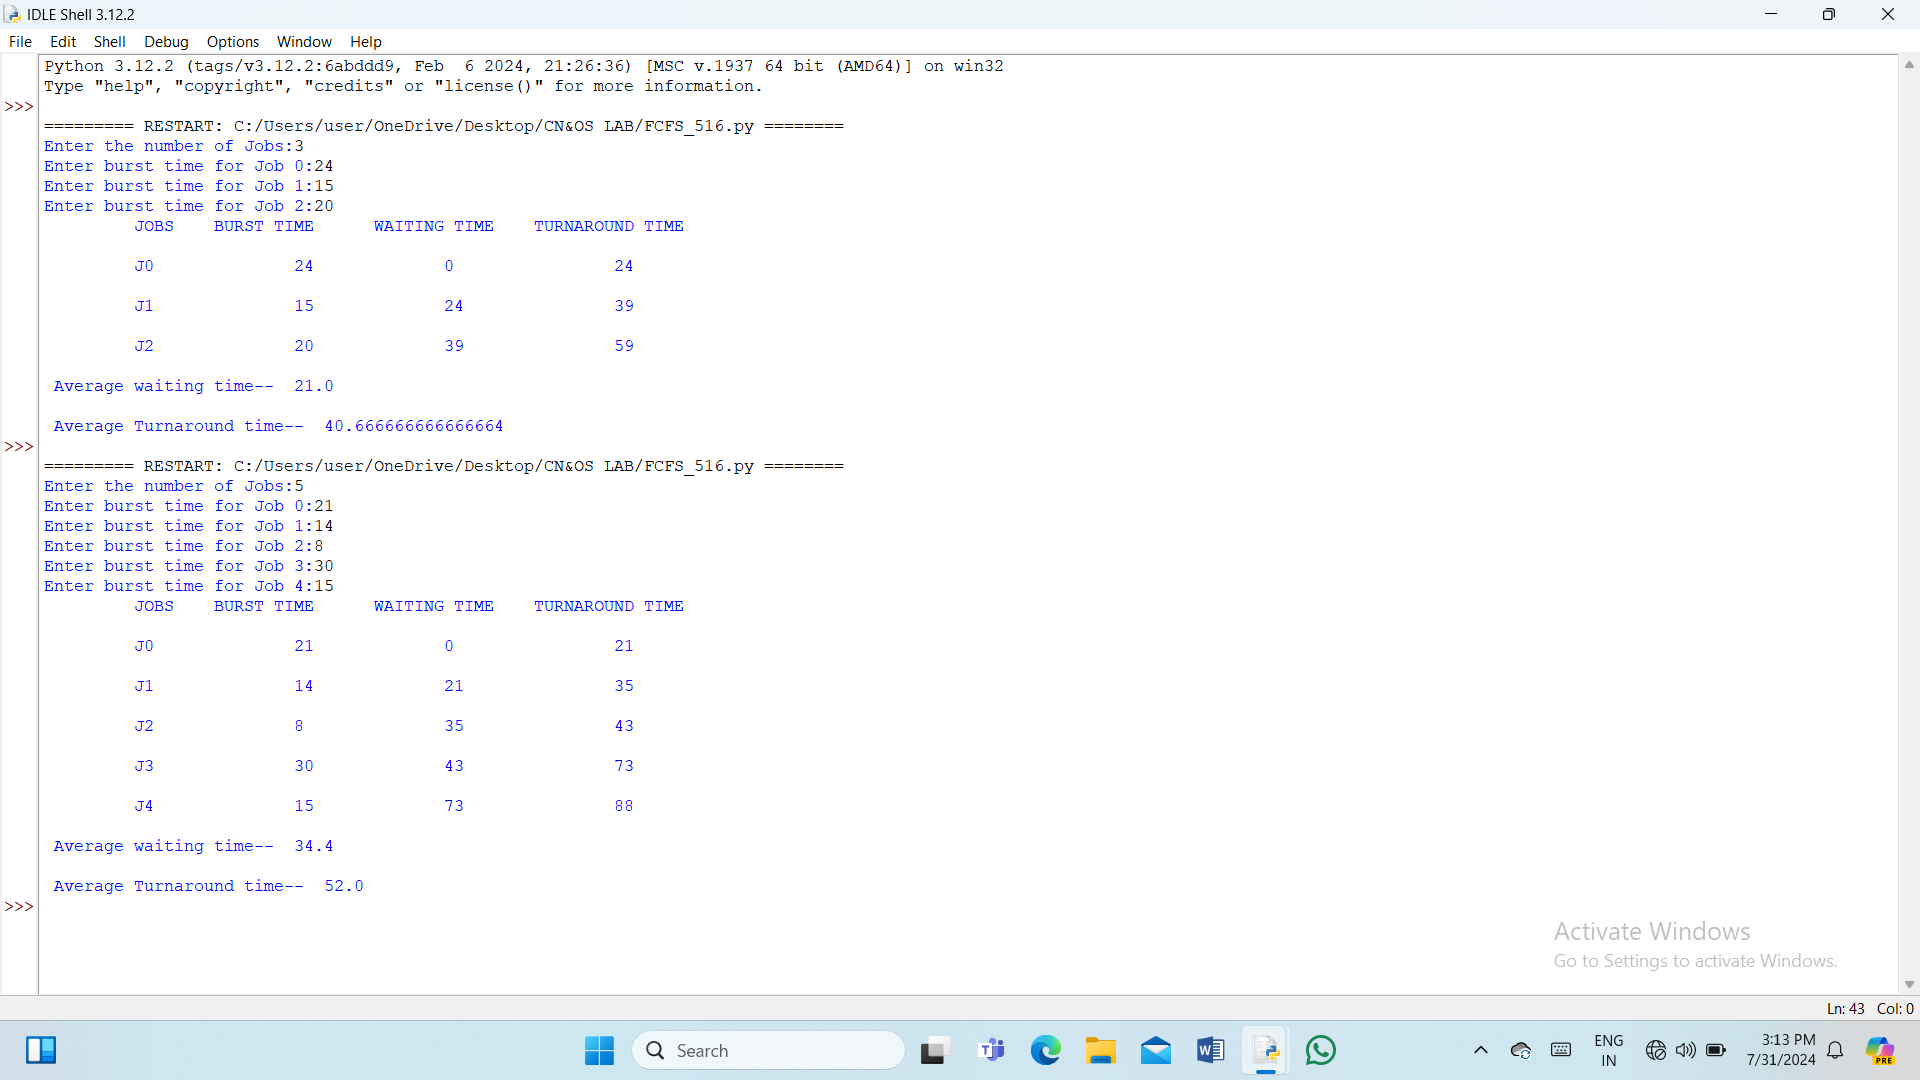 IDLE Shell 3.12.2
File Edit Shell Debug Options Window Help
Python 3.12.2 (tags/v3.12.2:6abddd9, Feb  6 2024, 21:26:36) [MSC v.1937 64 bit (AMD64)] on win32
Type "help", "copyright", "credits" or "license()" for more information.
>>>
========= RESTART: C:/Users/user/OneDrive/Desktop/CN&OS LAB/FCFS_516.py ========
Enter the number of Jobs:3
Enter burst time for Job 0:24
Enter burst time for Job 1:15
Enter burst time for Job 2:20
JOBS BURST TIME WAITING TIME TURNAROUND TIME
J0 24 0 24
J1 15 24 39
J2 20 39 59
Average waiting time-- 21.0
Average Turnaround time-- 40.666666666666664
>>>
========= RESTART: C:/Users/user/OneDrive/Desktop/CN&OS LAB/FCFS_516.py ========
Enter the number of Jobs:5
Enter burst time for Job 0:21
Enter burst time for Job 1:14
Enter burst time for Job 2:8
Enter burst time for Job 3:30
Enter burst time for Job 4:15
JOBS BURST TIME WAITING TIME TURNAROUND TIME
J0 21 0 21
J1 14 21 35
J2 8 35 43
J3 30 43 73
J4 15 73 88
Average waiting time-- 34.4
Average Turnaround time-- 52.0
>>>
Activate Windows
Go to Settings to activate Windows.
Ln: 43 Col: 0
Search
ENG
IN
3:13 PM
7/31/2024
PRE